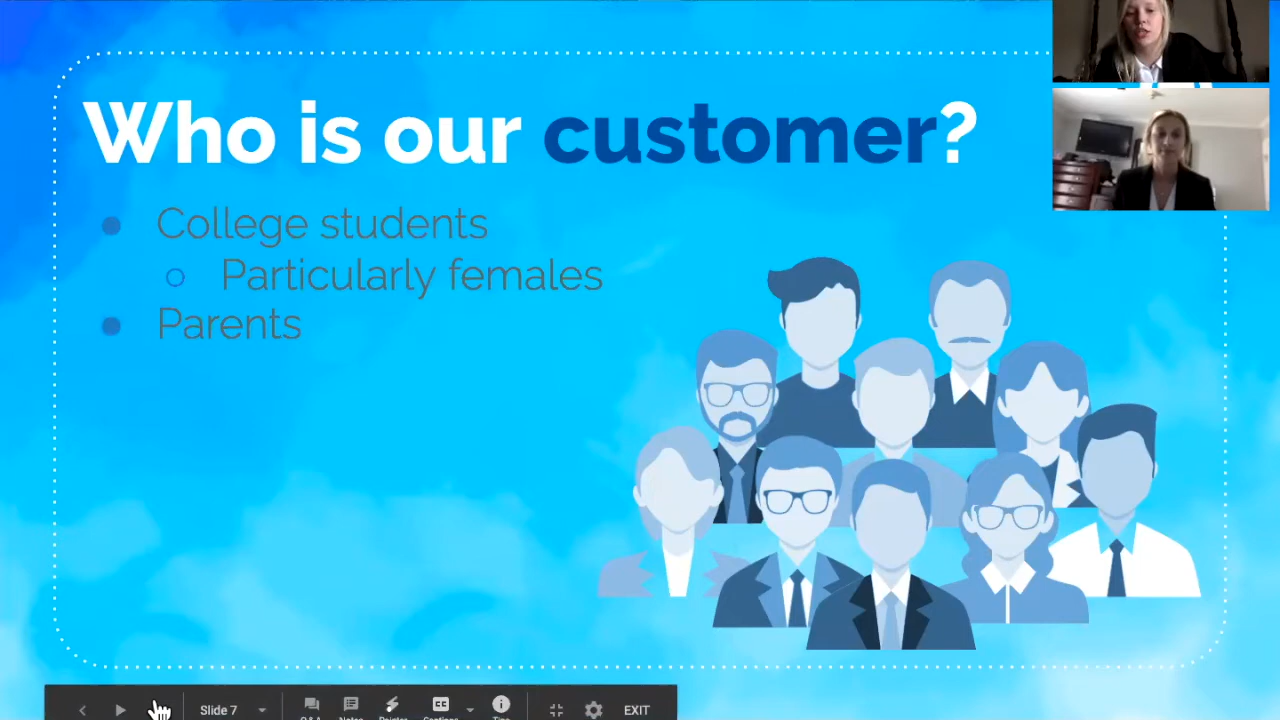 Who is our customer?
College students
Particularly females
Parents
Slide 7
EXIT